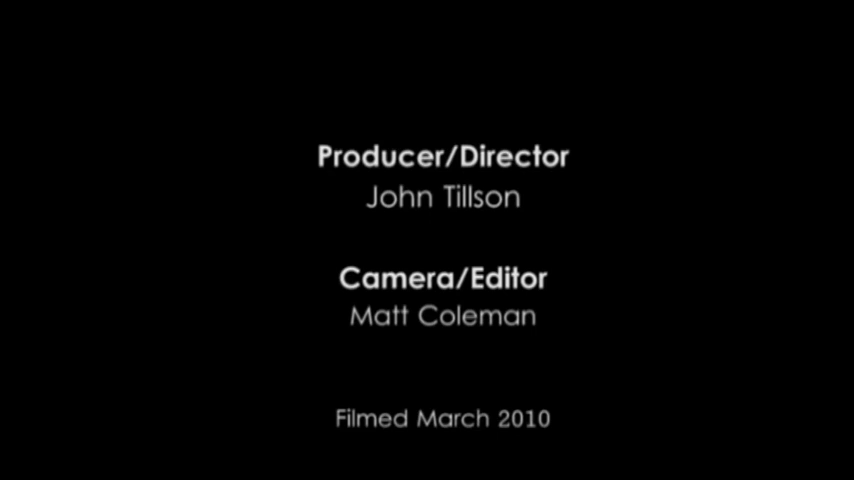 Producer/Director
John Tillson
Camera/Editor
Matt Coleman
Filmed March 2010